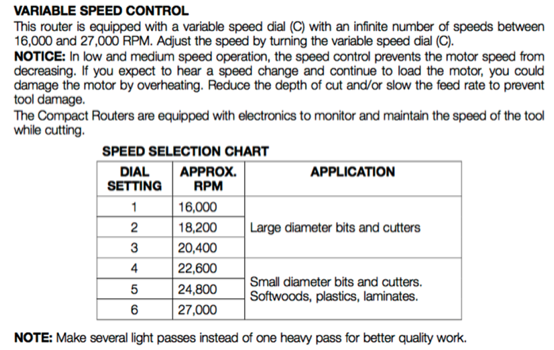 VARIABLE SPEED CONTROL
This router is equipped with a variable speed dial (C) with an infinite number of speeds between
16,000 and 27,000 RPM. Adjust the speed by turning the variable speed dial (C).
NOTICE: In low and medium speed operation, the speed control prevents the motor speed from
decreasing. If you expect to hear a speed change and continue to load the motor, you could
damage the motor by overheating. Reduce the depth of cut and/or slow the feed rate to prevent
tool damage.
The Compact Routers are equipped with electronics to monitor and maintain the speed of the tool
while cutting.
SPEED SELECTION CHART
DIAL SETTING APPROX. RPM APPLICATION
1 16,000
2 18,200 Large diameter bits and cutters
3 20,400
4 22,600
5 24,800 Small diameter bits and cutters.
Softwoods, plastics, laminates.
6 27,000
NOTE: Make several light passes instead of one heavy pass for better quality work.